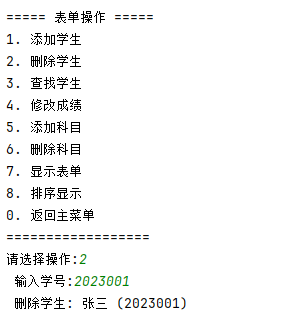 ===== 表单操作 =====
1. 添加学生
2. 删除学生
3. 查找学生
4. 修改成绩
5. 添加科目
6. 删除科目
7. 显示表单
8. 排序显示
0. 返回主菜单
==================
请选择操作:2
输入学号:2023001
删除学生: 张三 (2023001)